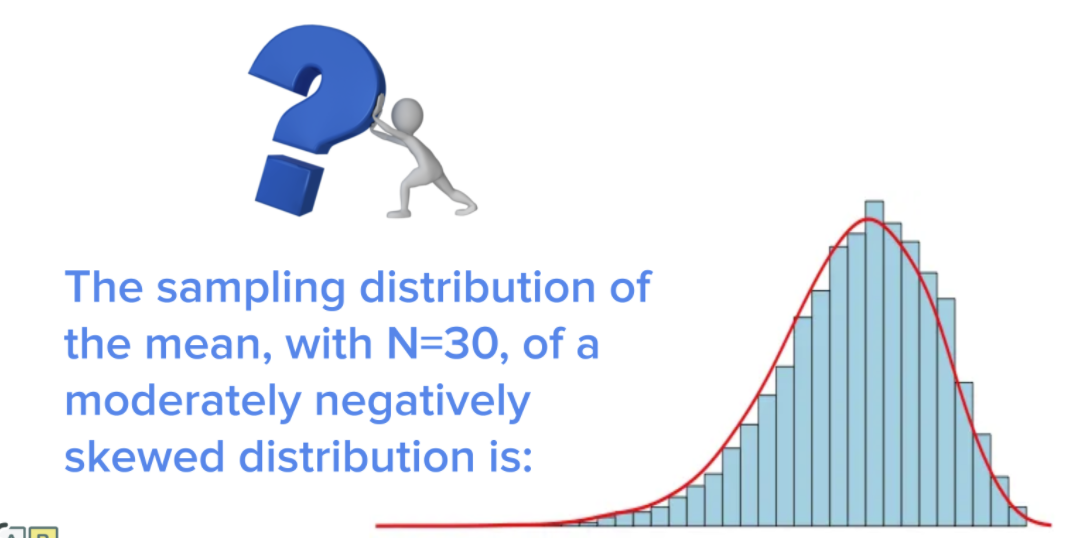 The sampling distribution of
the mean, with N=30, of a
moderately negatively
skewed distribution is: